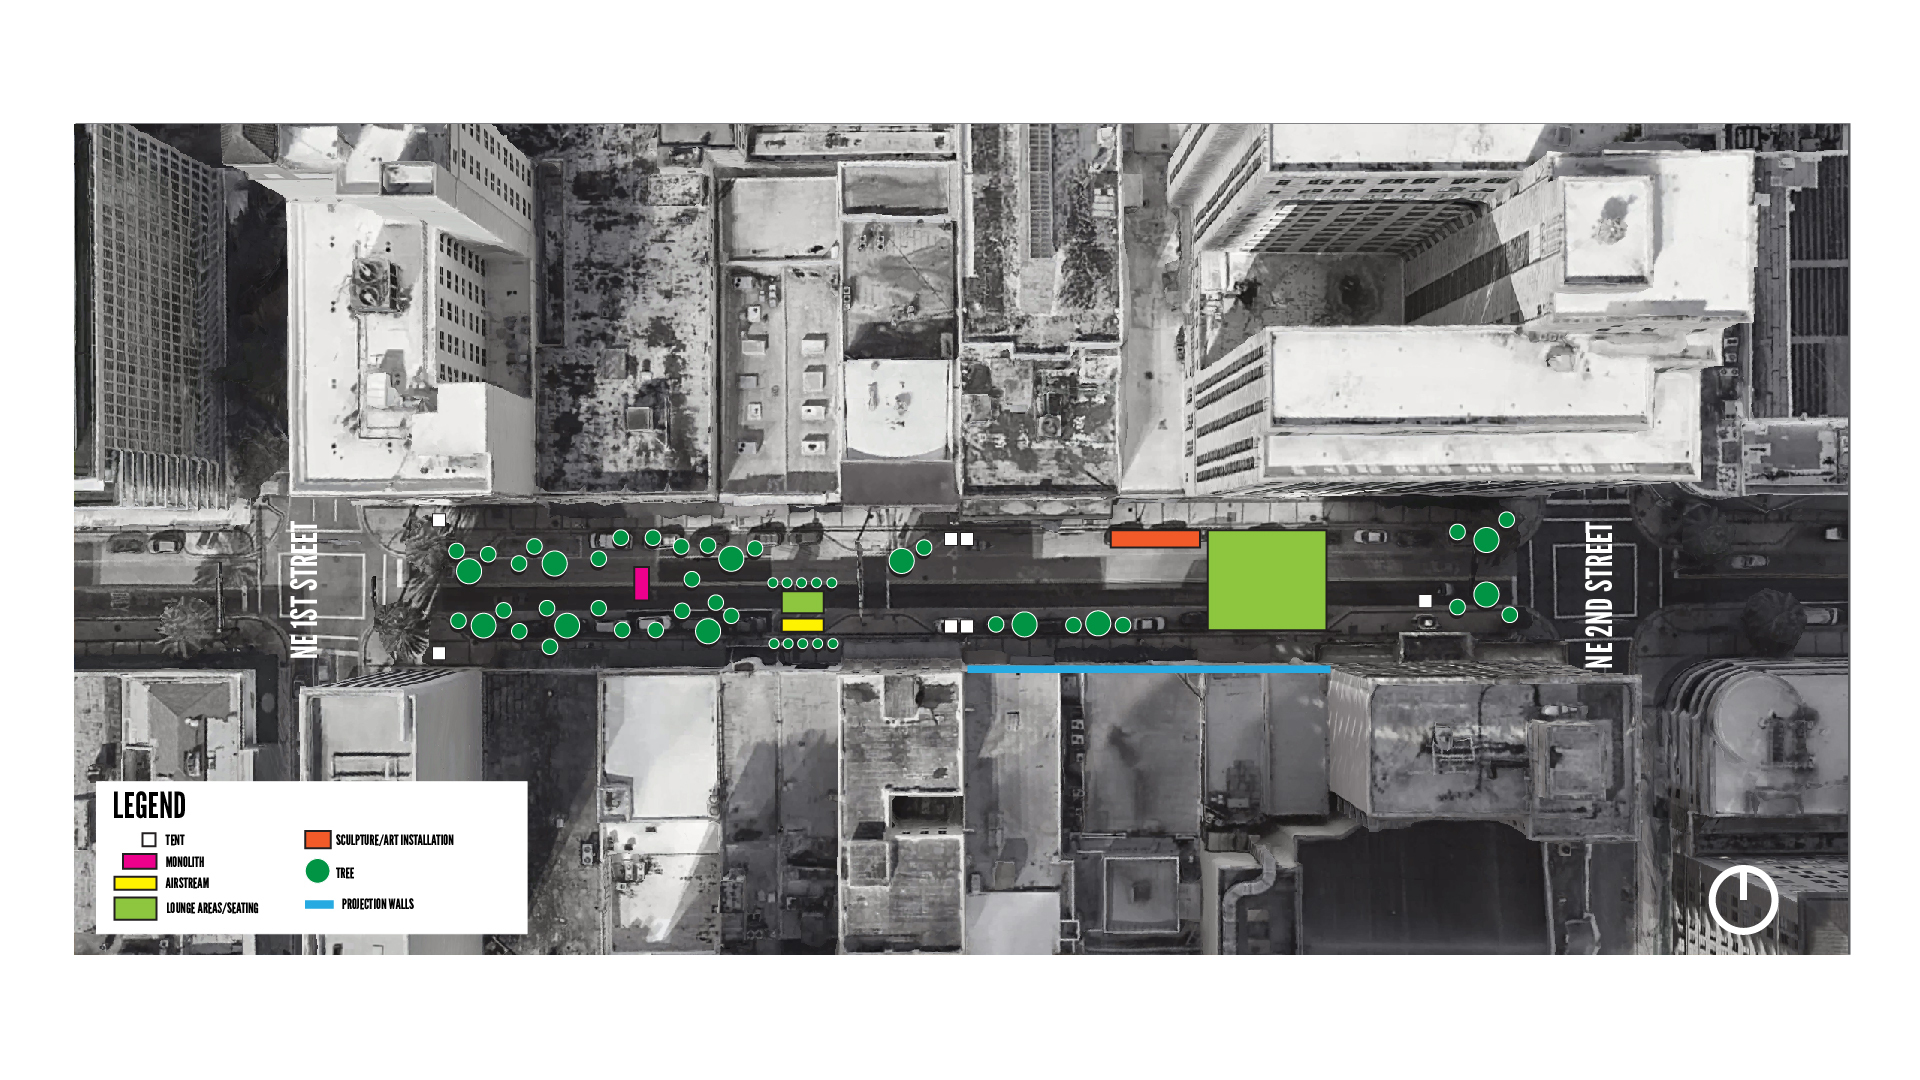 NE 1ST STREET
NE 2ND STREET
LEGEND
TENT
MONOLITH
AIRSTREAM
LOUNGE AREAS/SEATING
SCULPTURE/ART INSTALLATION
TREE
PROJECTION WALLS